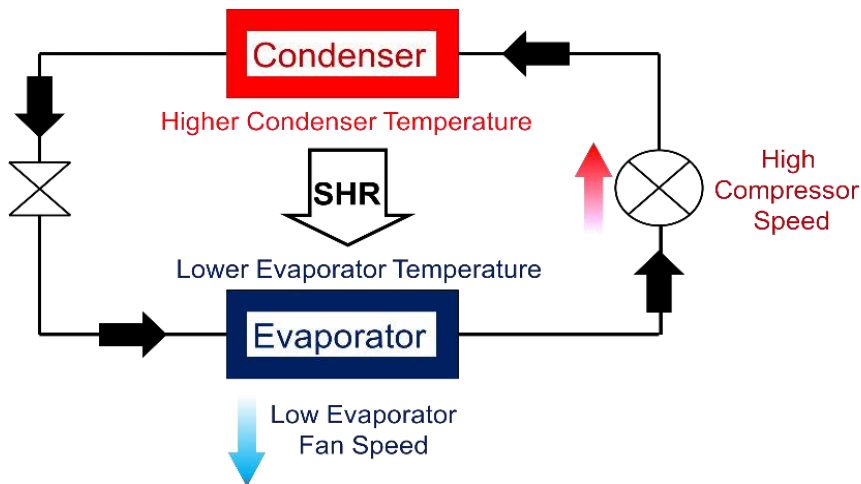 Condenser
Higher Condenser Temperature
SHR
High
Compressor
Speed
Lower Evaporator Temperature
Evaporator
Low Evaporator
Fan Speed